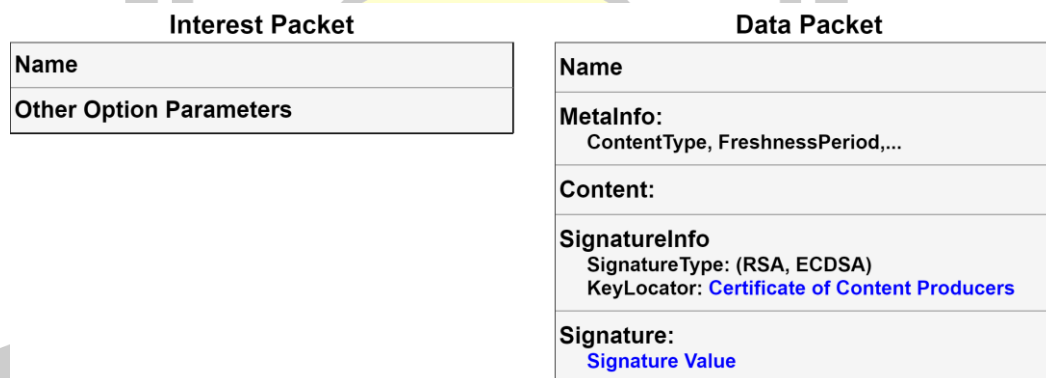 Interest Packet
Name
Other Option Parameters
Data Packet
Name
MetaInfo:
ContentType, FreshnessPeriod,...
Content:
SignatureInfo
SignatureType: (RSA, ECDSA)
KeyLocator: Certificate of Content Producers
Signature:
Signature Value